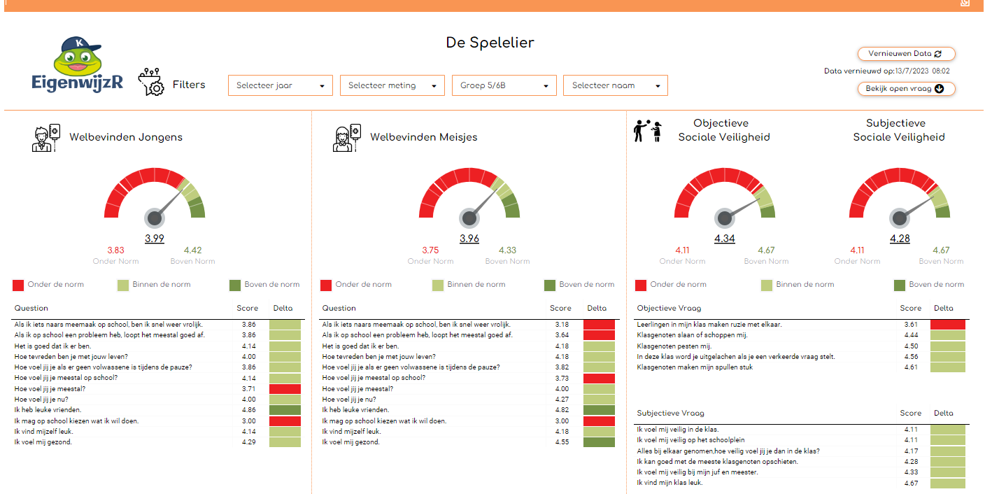 De Spelelier
K
EigenwijzR
Filters
Selecteer jaar
Selecteer meting
Groep 5/6B
Selecteer naam
Vernieuwen Data
Data vernieuwd op:13/7/2023 08:02
Bekijk open vraag
Welbevinden Jongens
3.99
3.83 4.42
Onder Norm Boven Norm
Onder de norm Binnen de norm Boven de norm
Question Score Delta
Als ik iets naars meemaak op school, ben ik snel weer vrolijk. 3.86
Als ik op school een probleem heb, loopt het meestal goed af. 3.86
Het is goed dat ik er ben. 4.14
Hoe tevreden ben je met jouw leven? 4.00
Hoe voel jij je als er geen volwassene is tijdens de pauze? 3.86
Hoe voel jij je meestal op school? 4.14
Hoe voel jij je meestal? 3.71
Hoe voel jij je nu? 4.00
Ik heb leuke vrienden. 4.86
Ik mag op school kiezen wat ik wil doen. 3.00
Ik vind mijzelf leuk. 4.14
Ik voel mij gezond. 4.29
Welbevinden Meisjes
3.96
3.75 4.33
Onder Norm Boven Norm
Onder de norm Binnen de norm Boven de norm
Question Score Delta
Als ik iets naars meemaak op school, ben ik snel weer vrolijk. 3.18
Als ik op school een probleem heb, loopt het meestal goed af. 3.64
Het is goed dat ik er ben. 4.18
Hoe tevreden ben je met jouw leven? 4.18
Hoe voel jij je als er geen volwassene is tijdens de pauze? 3.82
Hoe voel jij je meestal op school? 3.73
Hoe voel jij je meestal? 4.00
Hoe voel jij je nu? 4.27
Ik heb leuke vrienden. 4.82
Ik mag op school kiezen wat ik wil doen. 3.00
Ik vind mijzelf leuk. 4.18
Ik voel mij gezond. 4.55
Objectieve
Sociale Veiligheid
4.34
4.11 4.67
Onder Norm Boven Norm
Subjectieve
Sociale Veiligheid
4.28
4.11 4.67
Onder Norm Boven Norm
Onder de norm Binnen de norm Boven de norm
Objectieve Vraag Score Delta
Leerlingen in mijn klas maken ruzie met elkaar. 3.61
Klasgenoten slaan of schoppen mij. 4.44
Klasgenoten pesten mij. 4.50
In deze klas word je uitgelachen als je een verkeerde vraag stelt. 4.56
Klasgenoten maken mijn spullen stuk 4.61
Subjectieve Vraag Score Delta
Ik voel mij veilig in de klas. 4.11
Ik voel mij veilig op het schoolplein 4.11
Alles bij elkaar genomen,hoe veilig voel jij je dan in de klas? 4.17
Ik kan goed met de meeste klasgenoten opschieten. 4.28
Ik voel mij veilig bij mijn juf en meester. 4.33
Ik vind mijn klas leuk. 4.67